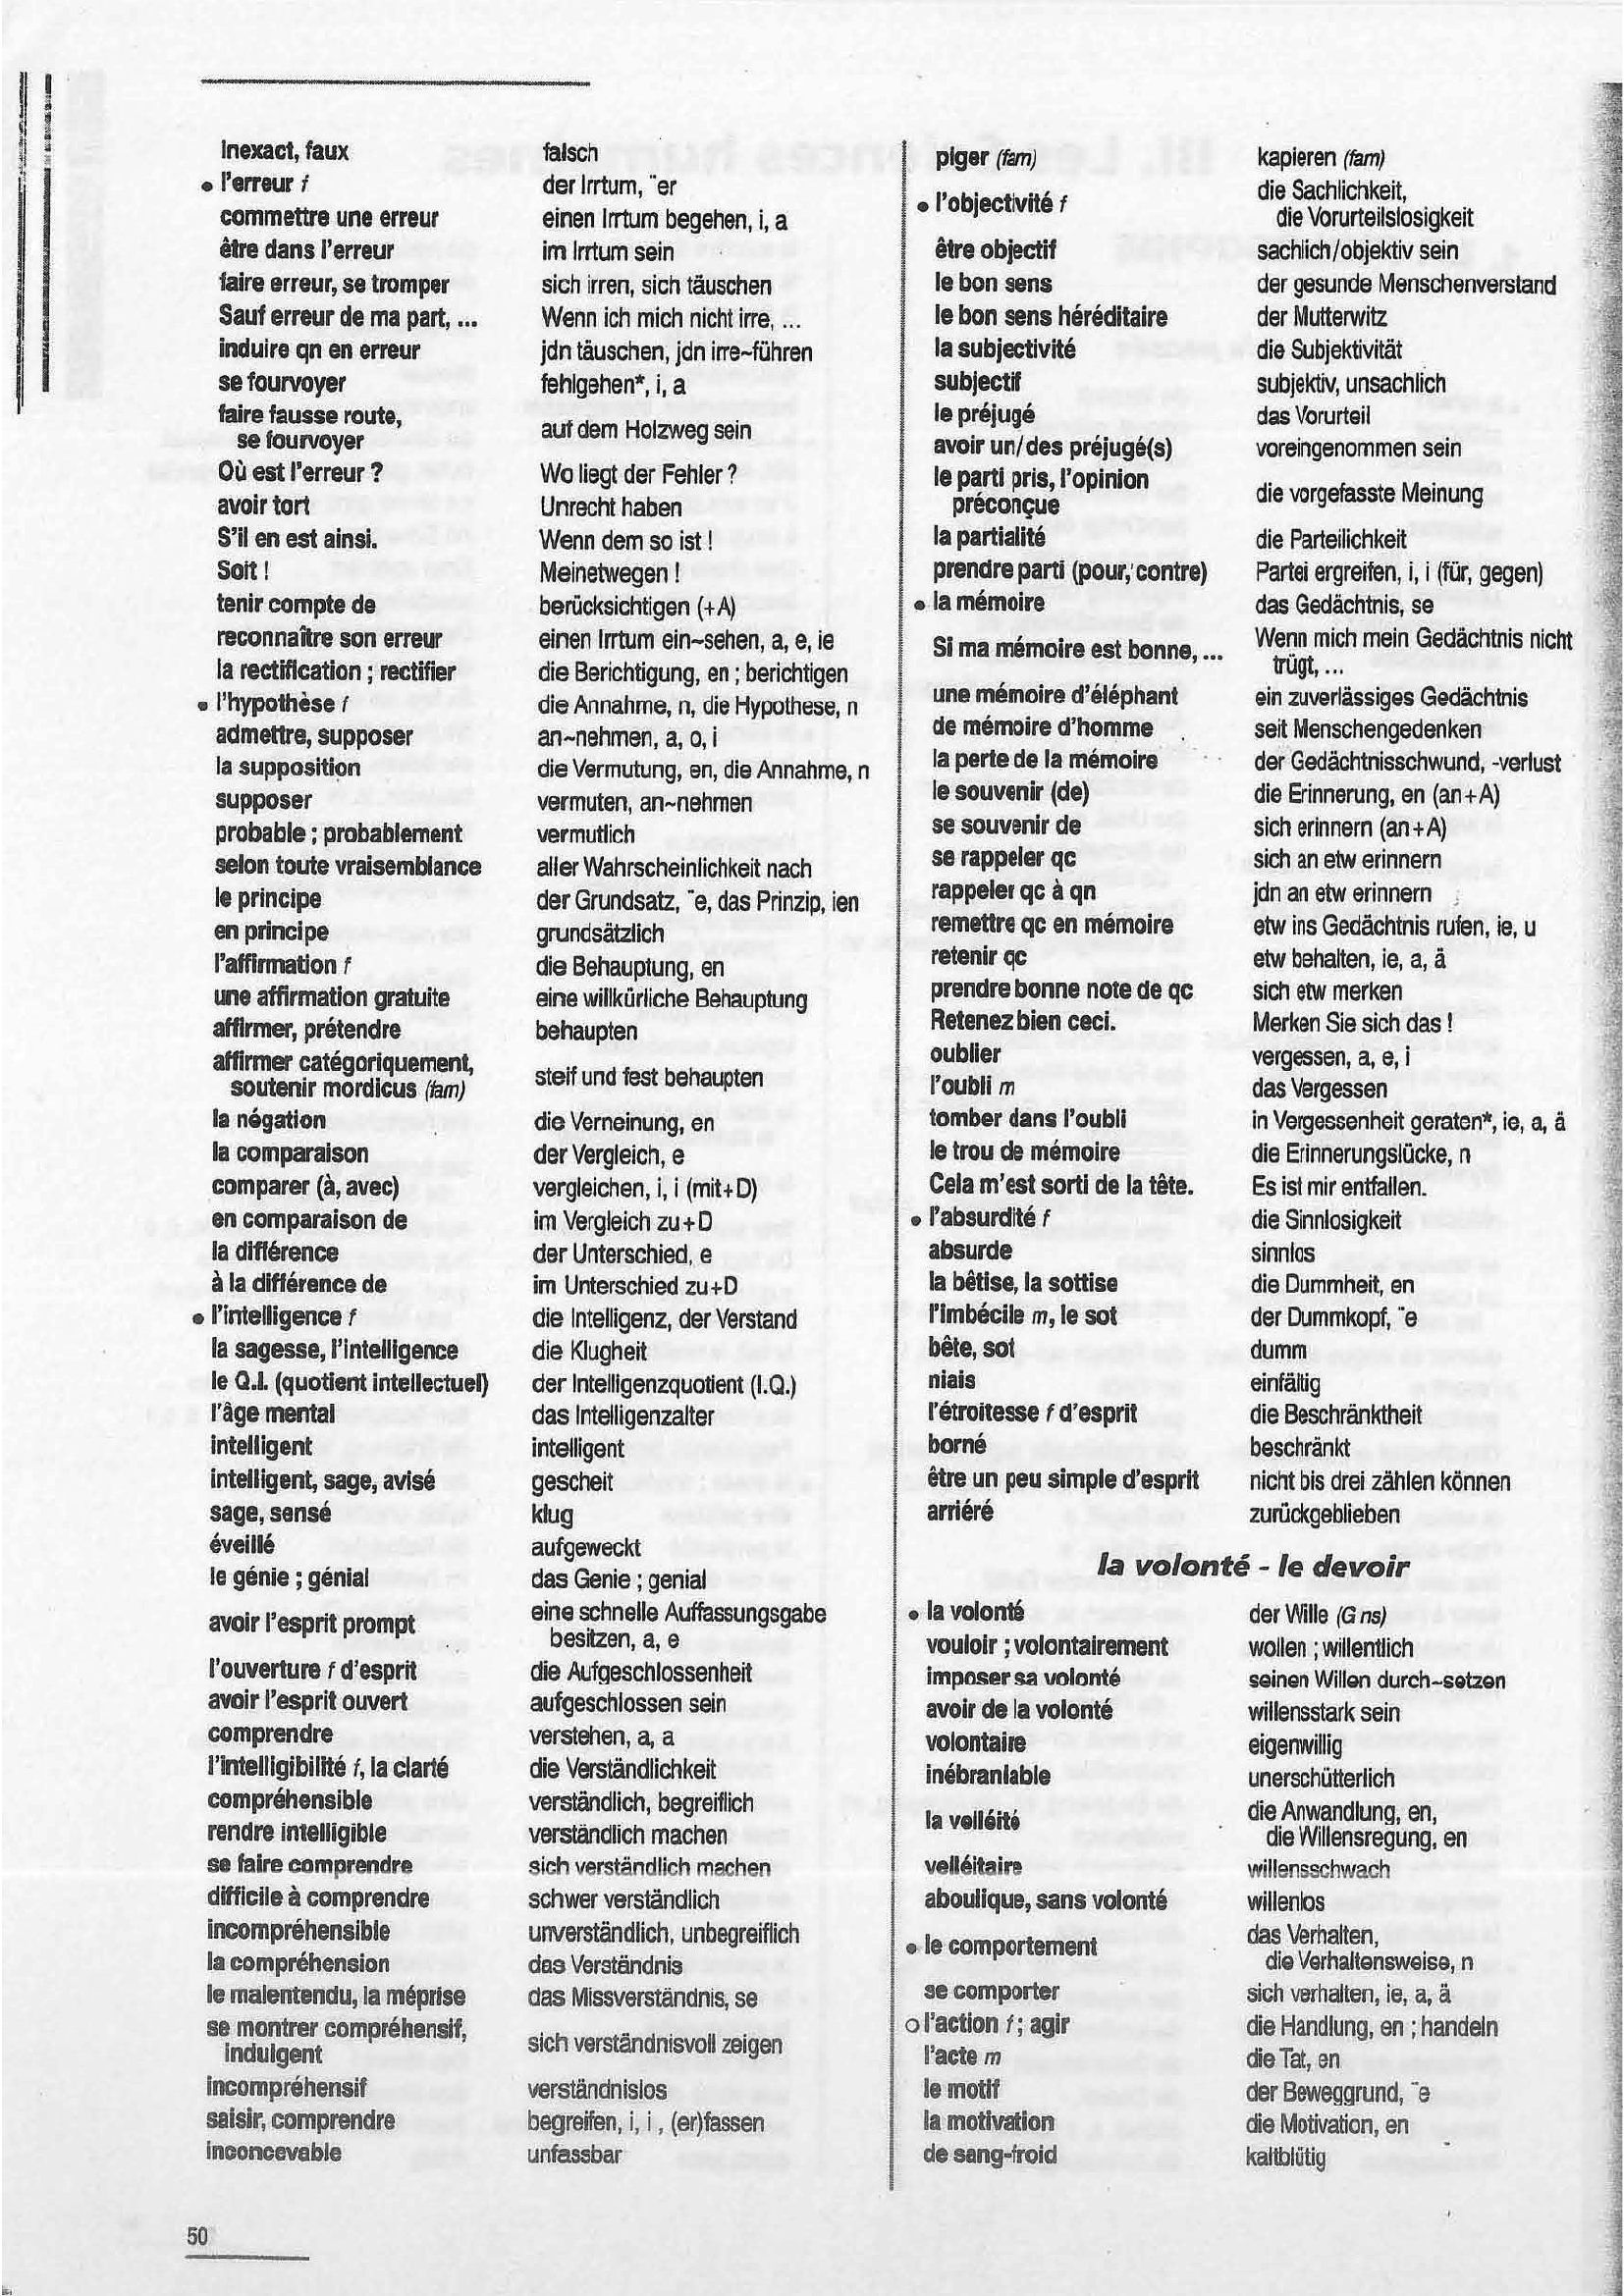 inexact, faux falsch
• l'erreur f der Irrtum, ¨er
commettre une erreur einen Irrtum begehen, i, a
être dans l'erreur im Irrtum sein
faire erreur, se tromper sich irren, sich täuschen
Sauf erreur de ma part, ... Wenn ich mich nicht irre, ...
induire qn en erreur jdn täuschen, jdn irre~führen
se fourvoyer fehlgehen*, i, a
faire fausse route,
se fourvoyer auf dem Holzweg sein
Où est l'erreur ? Wo liegt der Fehler ?
avoir tort Unrecht haben
S'il en est ainsi. Wenn dem so ist !
Soit ! Meinetwegen !
tenir compte de berücksichtigen (+A)
reconnaître son erreur einen Irrtum ein~sehen, a, e, ie
la rectification ; rectifier die Berichtigung, en ; berichtigen
• l'hypothèse f die Annahme, n, die Hypothese, n
admettre, supposer an~nehmen, a, o, i
la supposition die Vermutung, en, die Annahme, n
supposer vermuten, an~nehmen
probable ; probablement vermutlich
selon toute vraisemblance aller Wahrscheinlichkeit nach
le principe der Grundsatz, ¨e, das Prinzip, ien
en principe grundsätzlich
l'affirmation f die Behauptung, en
une affirmation gratuite eine willkürliche Behauptung
affirmer, prétendre behaupten
affirmer catégoriquement,
soutenir mordicus (fam) steif und fest behaupten
la négation die Verneinung, en
la comparaison der Vergleich, e
comparer (à, avec) vergleichen, i, i (mit+D)
en comparaison de im Vergleich zu+D
la différence der Unterschied, e
à la différence de im Unterschied zu+D
• l'intelligence f die Intelligenz, der Verstand
la sagesse, l'intelligence die Klugheit
le Q.I. (quotient intellectuel) der Intelligenzquotient (I.Q.)
l'âge mental das Intelligenzalter
intelligent intelligent
intelligent, sage, avisé gescheit
sage, sensé klug
éveillé aufgeweckt
le génie ; génial das Genie ; genial
avoir l'esprit prompt eine schnelle Auffassungsgabe
besitzen, a, e
l'ouverture f d'esprit die Aufgeschlossenheit
avoir l'esprit ouvert aufgeschlossen sein
comprendre verstehen, a, a
l'intelligibilité f, la clarté die Verständlichkeit
compréhensible verständlich, begreiflich
rendre intelligible verständlich machen
se faire comprendre sich verständlich machen
difficile à comprendre schwer verständlich
incompréhensible unverständlich, unbegreiflich
la compréhension das Verständnis
le malentendu, la méprise das Missverständnis, se
se montrer compréhensif,
indulgent sich verständnisvoll zeigen
incompréhensif verständnislos
saisir, comprendre begreifen, i, i , (er)fassen
inconcevable unfassbar
piger (fam) kapieren (fam)
• l'objectivité f die Sachlichkeit,
die Vorurteilslosigkeit
être objectif sachlich/objektiv sein
le bon sens der gesunde Menschenverstand
le bon sens héréditaire der Mutterwitz
la subjectivité die Subjektivität
subjectif subjektiv, unsachlich
le préjugé das Vorurteil
avoir un/des préjugé(s) voreingenommen sein
le parti pris, l'opinion
préconçue die vorgefasste Meinung
la partialité die Parteilichkeit
prendre parti (pour, contre) Partei ergreifen, i, i (für, gegen)
• la mémoire das Gedächtnis, se
Si ma mémoire est bonne, ... Wenn mich mein Gedächtnis nicht
trügt, ...
une mémoire d'éléphant ein zuverlässiges Gedächtnis
de mémoire d'homme seit Menschengedenken
la perte de la mémoire der Gedächtnisschwund, -verlust
le souvenir (de) die Erinnerung, en (an+A)
se souvenir de sich erinnern (an+A)
se rappeler qc sich an etw erinnern
rappeler qc à qn jdn an etw erinnern
remettre qc en mémoire etw ins Gedächtnis rufen, ie, u
retenir qc etw behalten, ie, a, ä
prendre bonne note de qc sich etw merken
Retenez bien ceci. Merken Sie sich das !
oublier vergessen, a, e, i
l'oubli m das Vergessen
tomber dans l'oubli in Vergessenheit geraten*, ie, a, ä
le trou de mémoire die Erinnerungslücke, n
Cela m'est sorti de la tête. Es ist mir entfallen.
• l'absurdité f die Sinnlosigkeit
absurde sinnlos
la bêtise, la sottise die Dummheit, en
l'imbécile m, le sot der Dummkopf, ¨e
bête, sot dumm
niais einfältig
l'étroitesse f d'esprit die Beschränktheit
borné beschränkt
être un peu simple d'esprit nicht bis drei zählen können
arriéré zurückgeblieben
la volonté - le devoir
• la volonté der Wille (G ns)
vouloir ; volontairement wollen ; willentlich
imposer sa volonté seinen Willen durch~setzen
avoir de la volonté willensstark sein
volontaire eigenwillig
inébranlable unerschütterlich
la velléité die Anwandlung, en,
die Willensregung, en
velléitaire willensschwach
aboulique, sans volonté willenlos
• le comportement das Verhalten,
die Verhaltensweise, n
se comporter sich verhalten, ie, a, ä
o l'action f ; agir die Handlung, en ; handeln
l'acte m die Tat, en
le motif der Beweggrund, ¨e
la motivation die Motivation, en
de sang-froid kaltblütig
50